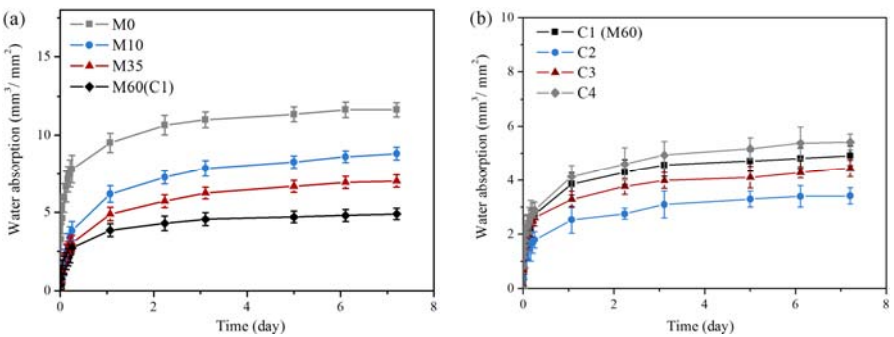 (a)
M0
M10
M35
M60(C1)
Water absorption (mm³/ mm²)
15
10
5
0
0 2 4 6 8
Time (day)
(b)
C1 (M60)
C2
C3
C4
Water absorption (mm³/ mm²)
10
8
6
4
2
0
0 2 4 6 8
Time (day)